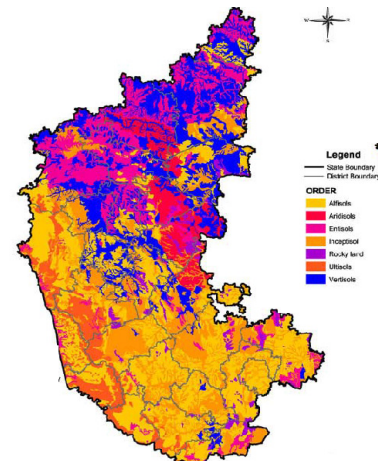 N
W
E
S
Legend
State Boundary
District Boundary
ORDER
Alfisols
Aridisols
Entisols
Inceptisol
Rocky land
Ultisols
Vertisols